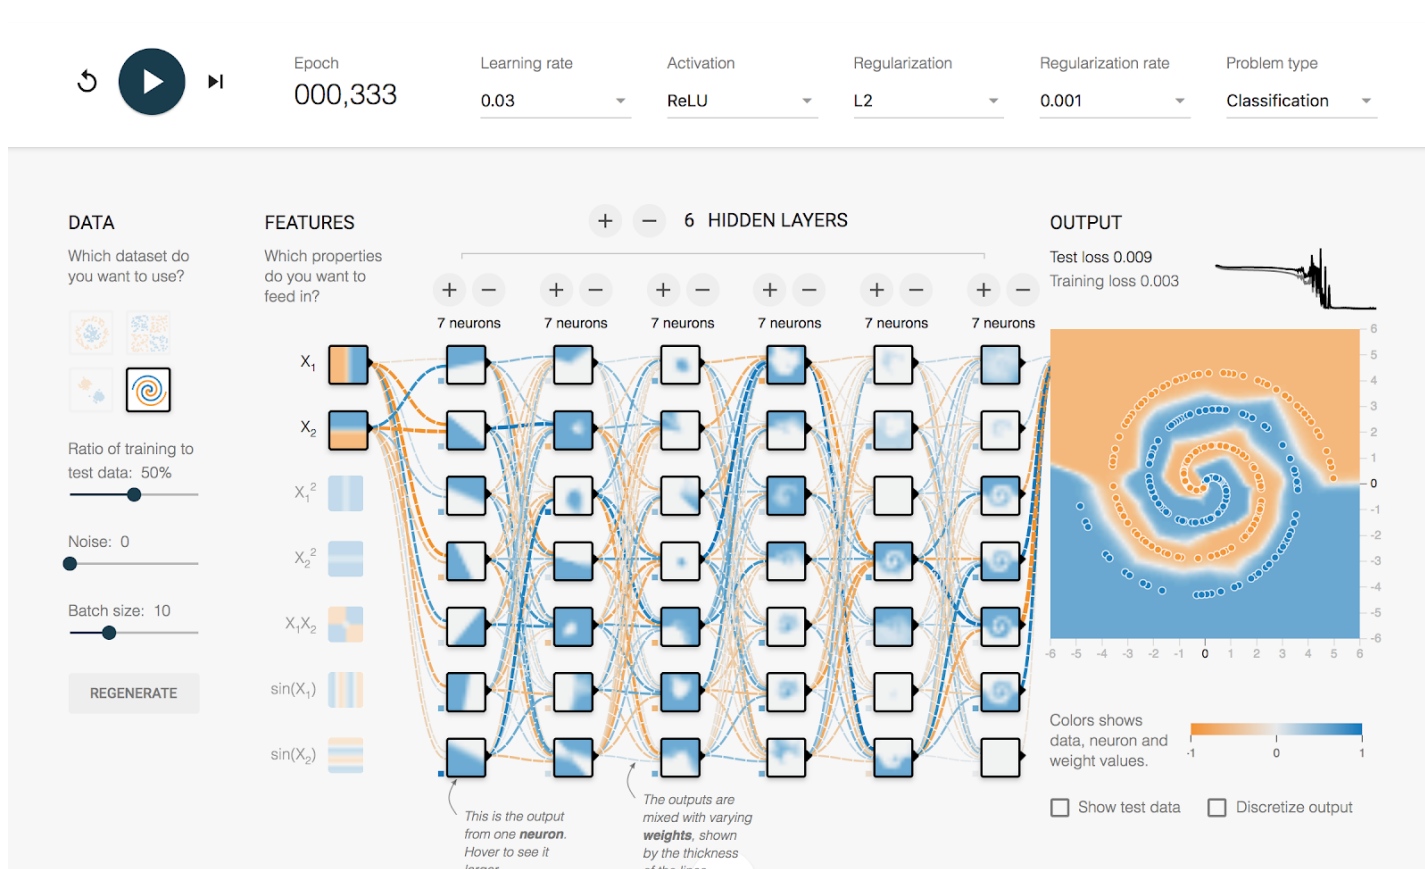 Epoch
000,333
Learning rate
0.03
Activation
ReLU
Regularization
L2
Regularization rate
0.001
Problem type
Classification
DATA
Which dataset do
you want to use?
Ratio of training to
test data: 50%
Noise: 0
Batch size: 10
REGENERATE
FEATURES
Which properties
do you want to
feed in?
X1
X2
X1²
X2²
X1X2
sin(X1)
sin(X2)
+ − 6 HIDDEN LAYERS
+ − + − + − + − + − + −
7 neurons 7 neurons 7 neurons 7 neurons 7 neurons 7 neurons
This is the output
from one neuron.
Hover to see it
larger.
The outputs are
mixed with varying
weights, shown
by the thickness
of the lines.
OUTPUT
Test loss 0.009
Training loss 0.003
6
5
4
3
2
1
0
-1
-2
-3
-4
-5
-6
-6 -5 -4 -3 -2 -1 0 1 2 3 4 5 6
Colors shows
data, neuron and
weight values.
-1 0 1
Show test data
Discretize output